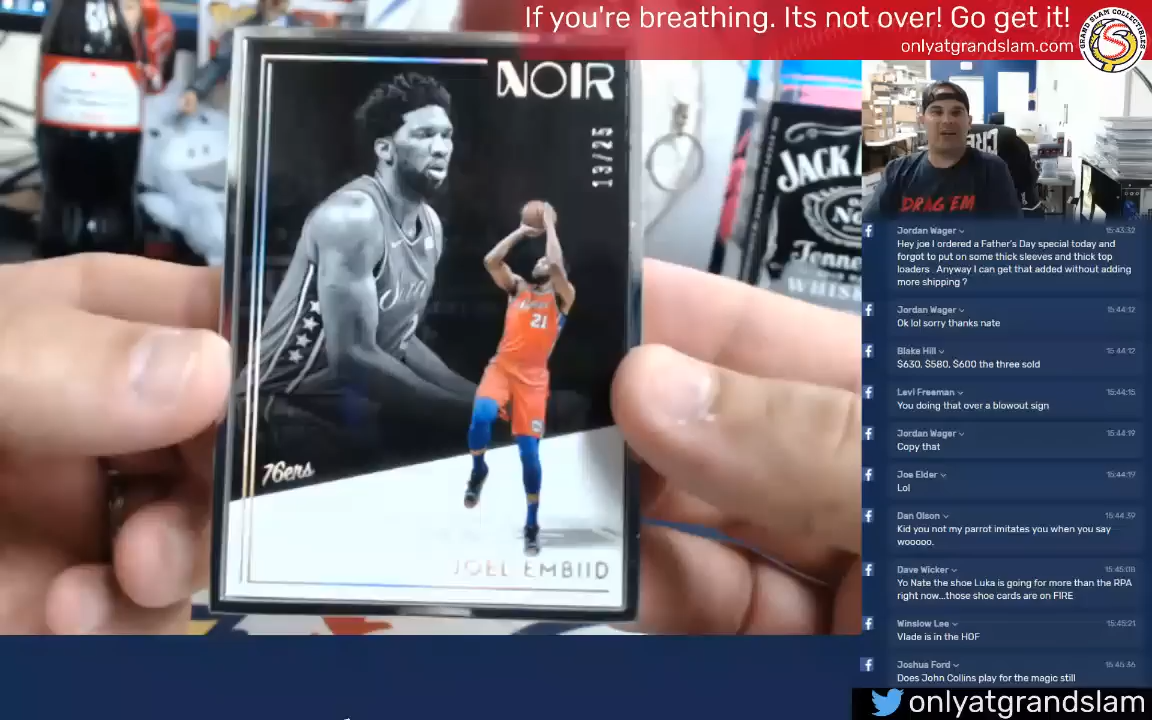 If you're breathing. Its not over! Go get it!
onlyatgrandslam.com
GRAND SLAM COLLECTIBLES
NOIR
13/25
21
76ers
JOEL EMBIID
JACK
No
Tenne
WHIS
DRAG EM
Jordan Wager 15:43:32
Hey joe I ordered a Father's Day special today and
forgot to put on some thick sleeves and thick top
loaders . Anyway I can get that added without adding
more shipping ?
Jordan Wager 15:44:12
Ok lol sorry thanks nate
Blake Hill 15:44:12
$630, $580, $600 the three sold
Levi Freeman 15:44:15
You doing that over a blowout sign
Jordan Wager 15:44:19
Copy that
Joe Elder 15:44:19
Lol
Dan Olson 15:44:39
Kid you not my parrot imitates you when you say
wooooo.
Dave Wicker 15:45:08
Yo Nate the shoe Luka is going for more than the RPA
right now...those shoe cards are on FIRE
Winslow Lee 15:45:21
Vlade is in the HOF
Joshua Ford 15:45:36
Does John Collins play for the magic still
onlyatgrandslam